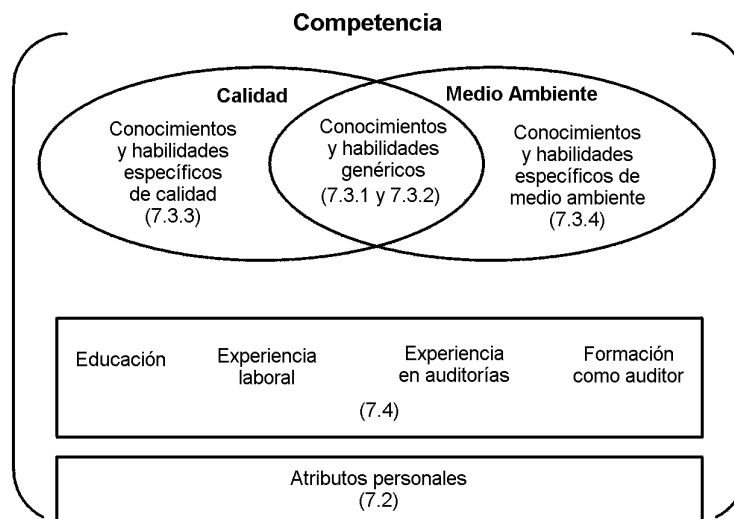 Competencia
Calidad
Medio Ambiente
Conocimientos
y habilidades
específicos
de calidad
(7.3.3)
Conocimientos
y habilidades
genéricos
(7.3.1 y 7.3.2)
Conocimientos
y habilidades
específicos de
medio ambiente
(7.3.4)
Educación
Experiencia
laboral
Experiencia
en auditorías
Formación
como auditor
(7.4)
Atributos personales
(7.2)